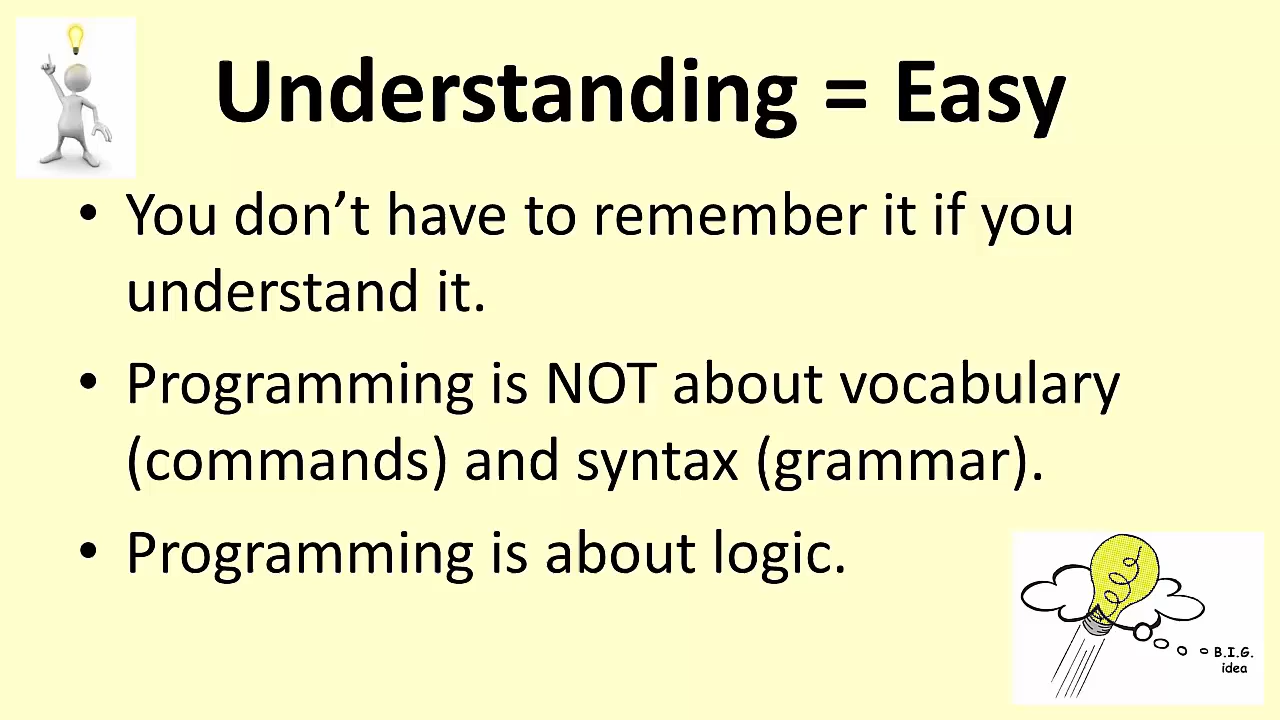 Understanding = Easy
• You don’t have to remember it if you
understand it.
• Programming is NOT about vocabulary
(commands) and syntax (grammar).
• Programming is about logic.
B.I.G.
idea